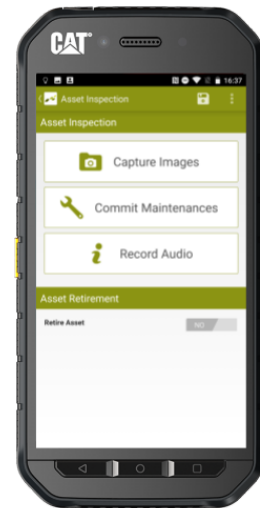 CAT
16:37
Asset Inspection
Asset Inspection
Capture Images
Commit Maintenances
Record Audio
Asset Retirement
Retire Asset
NO